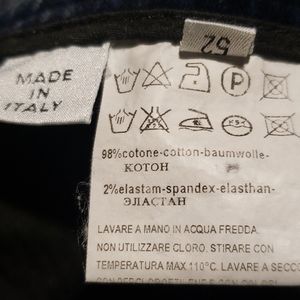 52
MADE IN
ITALY
98%cotone-cotton-baumwolle-
КОТОН
2%elastam-spandex-elasthan-
ЭЛАСТАН
LAVARE A MANO IN ACQUA FREDDA.
NON UTILIZZARE CLORO. STIRARE CON
TEMPERATURA MAX 110°C. LAVARE A SECCO